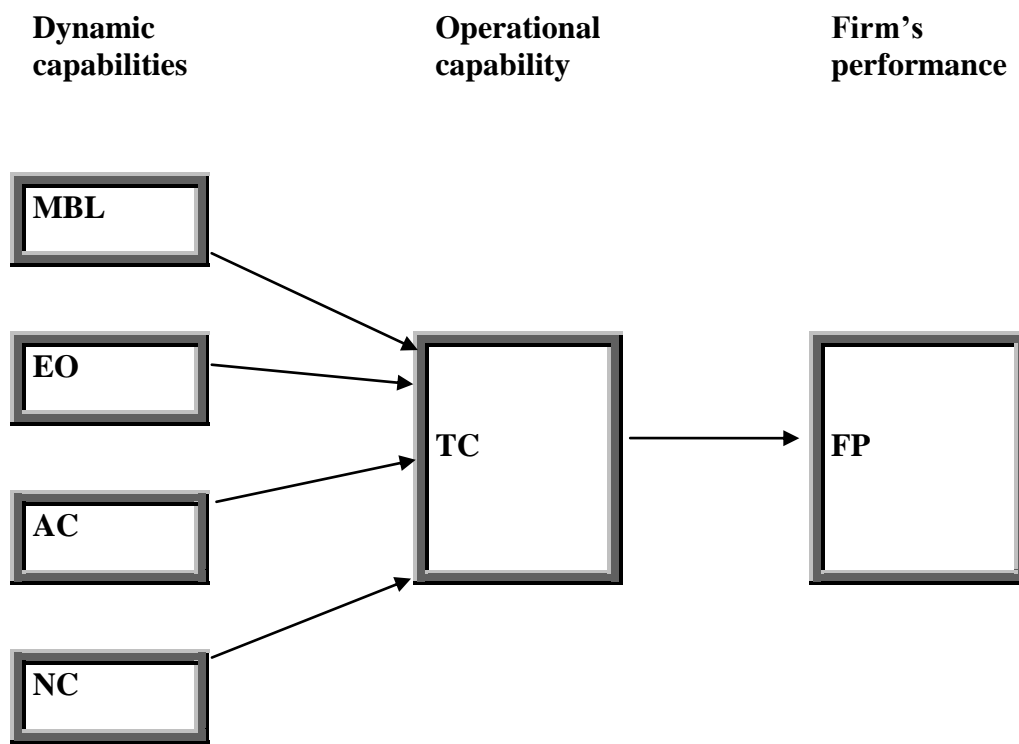 Dynamic
capabilities
Operational
capability
Firm’s
performance
MBL
EO
AC
NC
TC
FP